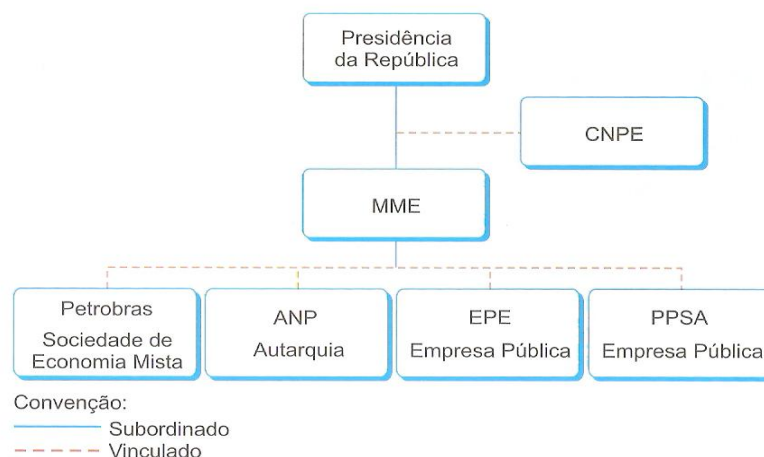 Presidência
da República
CNPE
MME
Petrobras
Sociedade de
Economia Mista
ANP
Autarquia
EPE
Empresa Pública
PPSA
Empresa Pública
Convenção:
Subordinado
Vinculado